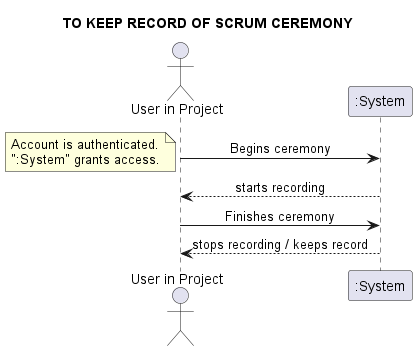 TO KEEP RECORD OF SCRUM CEREMONY
User in Project
:System
Account is authenticated.
":System" grants access.
Begins ceremony
starts recording
Finishes ceremony
stops recording / keeps record
User in Project
:System